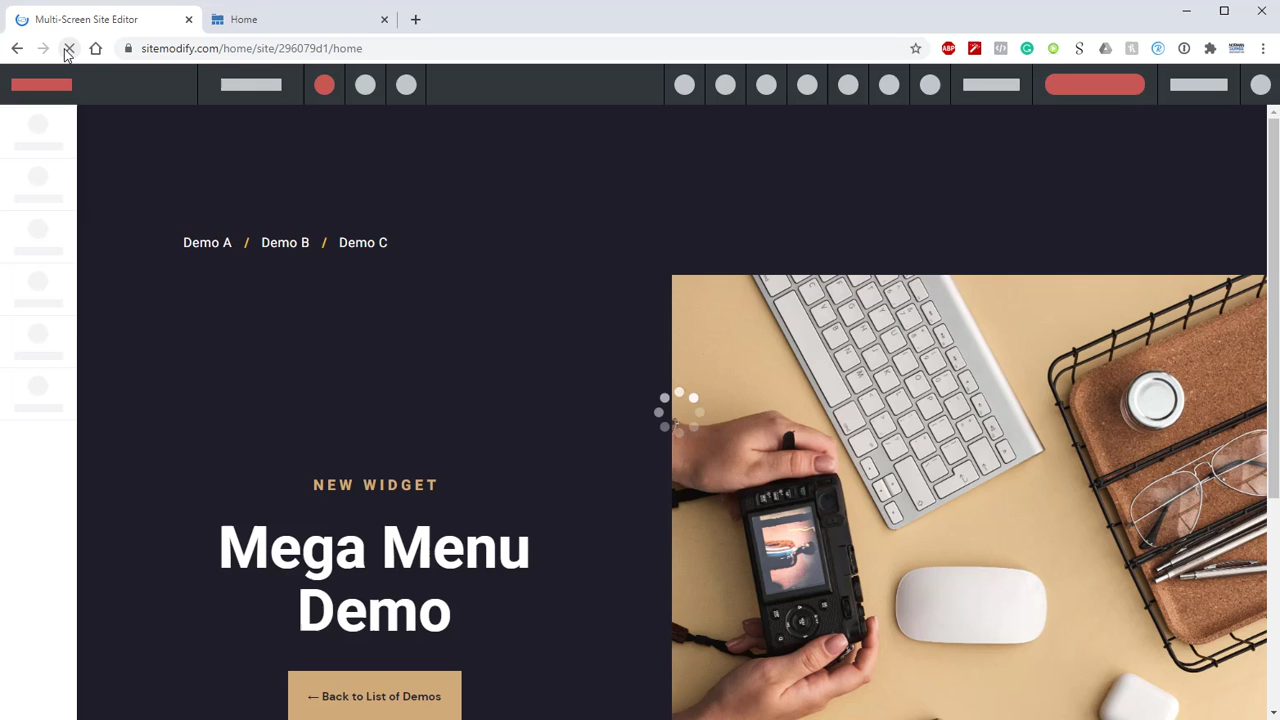 Multi-Screen Site Editor
Home
sitemodify.com/home/site/296079d1/home
ABP
Demo A / Demo B / Demo C
NEW WIDGET
Mega Menu
Demo
← Back to List of Demos